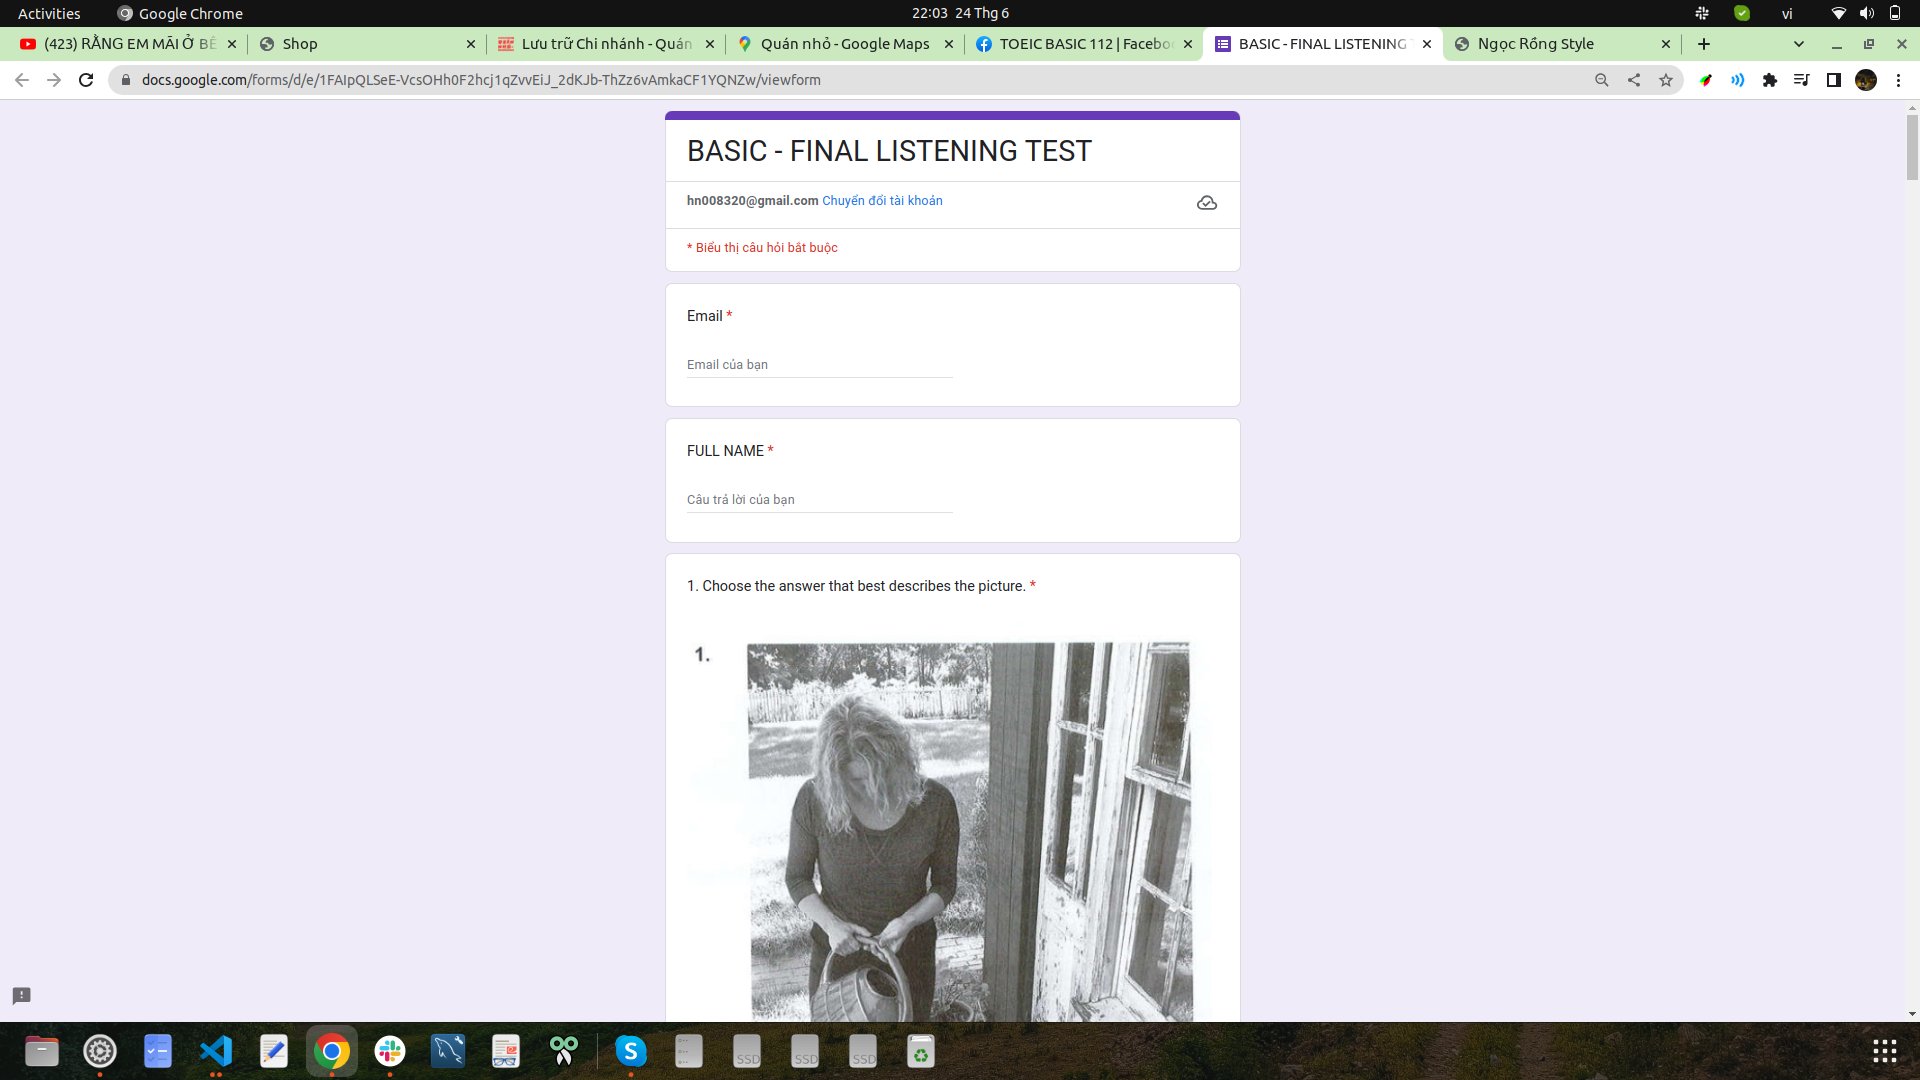 Activities
Google Chrome
22:03 24 Thg 6
vi
(423) RẰNG EM MÃI Ở BÊ
Shop
Lưu trữ Chi nhánh - Quán
Quán nhỏ - Google Maps
TOEIC BASIC 112 | Facebo
BASIC - FINAL LISTENING
Ngọc Rồng Style
docs.google.com/forms/d/e/1FAIpQLSeE-VcsOHh0F2hcj1qZvvEiJ_2dKJb-ThZz6vAmkaCF1YQNZw/viewform
BASIC - FINAL LISTENING TEST
hn008320@gmail.com Chuyển đổi tài khoản
* Biểu thị câu hỏi bắt buộc
Email *
Email của bạn
FULL NAME *
Câu trả lời của bạn
1. Choose the answer that best describes the picture. *
1.
S
SSD
SSD
SSD